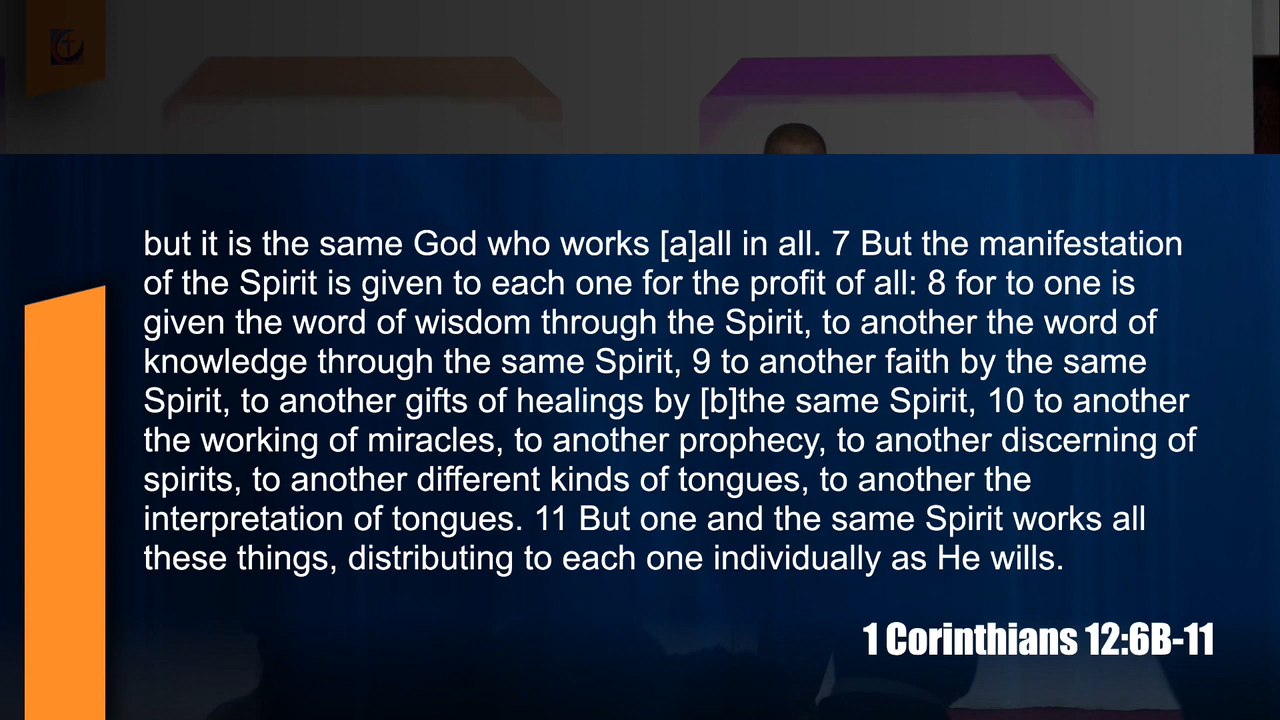 but it is the same God who works [a]all in all. 7 But the manifestation
of the Spirit is given to each one for the profit of all: 8 for to one is
given the word of wisdom through the Spirit, to another the word of
knowledge through the same Spirit, 9 to another faith by the same
Spirit, to another gifts of healings by [b]the same Spirit, 10 to another
the working of miracles, to another prophecy, to another discerning of
spirits, to another different kinds of tongues, to another the
interpretation of tongues. 11 But one and the same Spirit works all
these things, distributing to each one individually as He wills.
1 Corinthians 12:6B-11